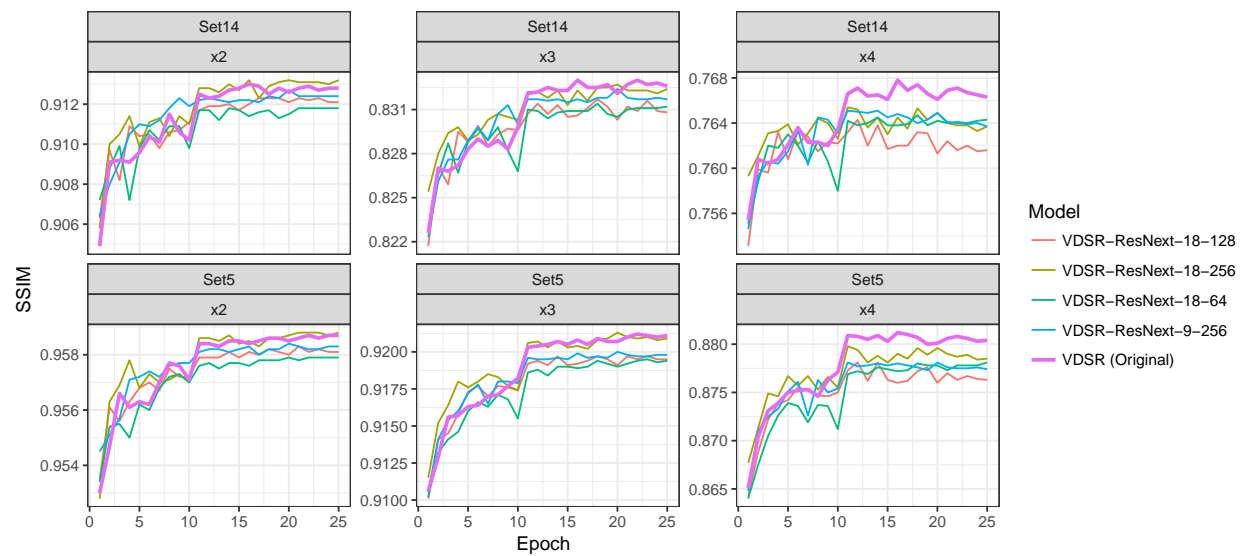 Set14
Set14
Set14
x2
x3
x4
0.912
0.910
0.908
0.906
0.831
0.828
0.825
0.822
0.768
0.764
0.760
0.756
Set5
Set5
Set5
x2
x3
x4
0.958
0.956
0.954
0.9200
0.9175
0.9150
0.9125
0.9100
0.880
0.875
0.870
0.865
0 5 10 15 20 25
0 5 10 15 20 25
0 5 10 15 20 25
SSIM
Epoch
Model
VDSR−ResNext−18−128
VDSR−ResNext−18−256
VDSR−ResNext−18−64
VDSR−ResNext−9−256
VDSR (Original)